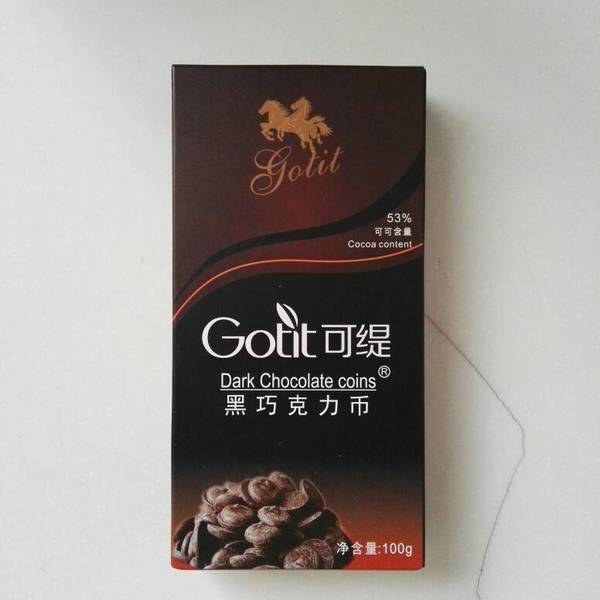 Gotit
53%
可可含量
Cocoa content
Gotit可缇
Dark Chocolate coins®
黑巧克力币
净含量:100g